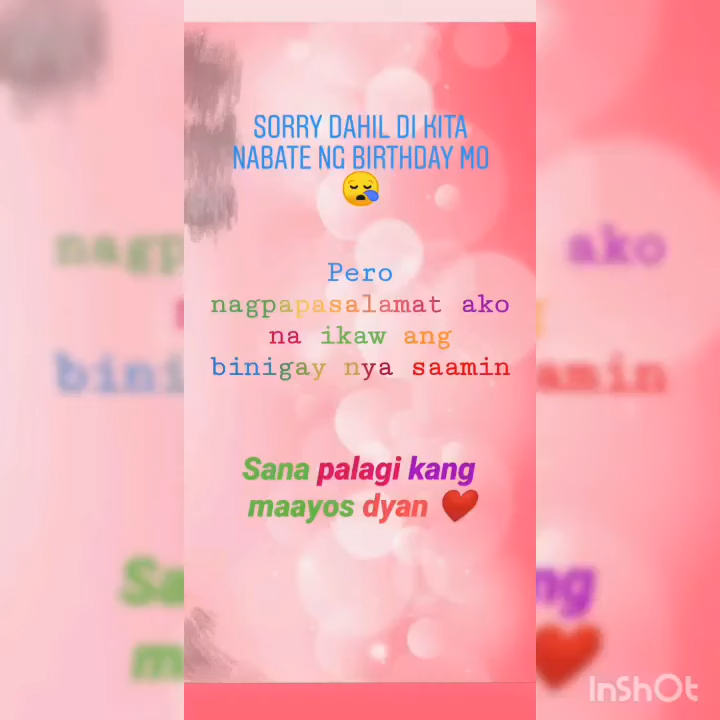 SORRY DAHIL DI KITA
NABATE NG BIRTHDAY MO
😪
Pero
nagpapasalamat ako
na ikaw ang
binigay nya saamin
Sana palagi kang
maayos dyan ❤️
InShOt